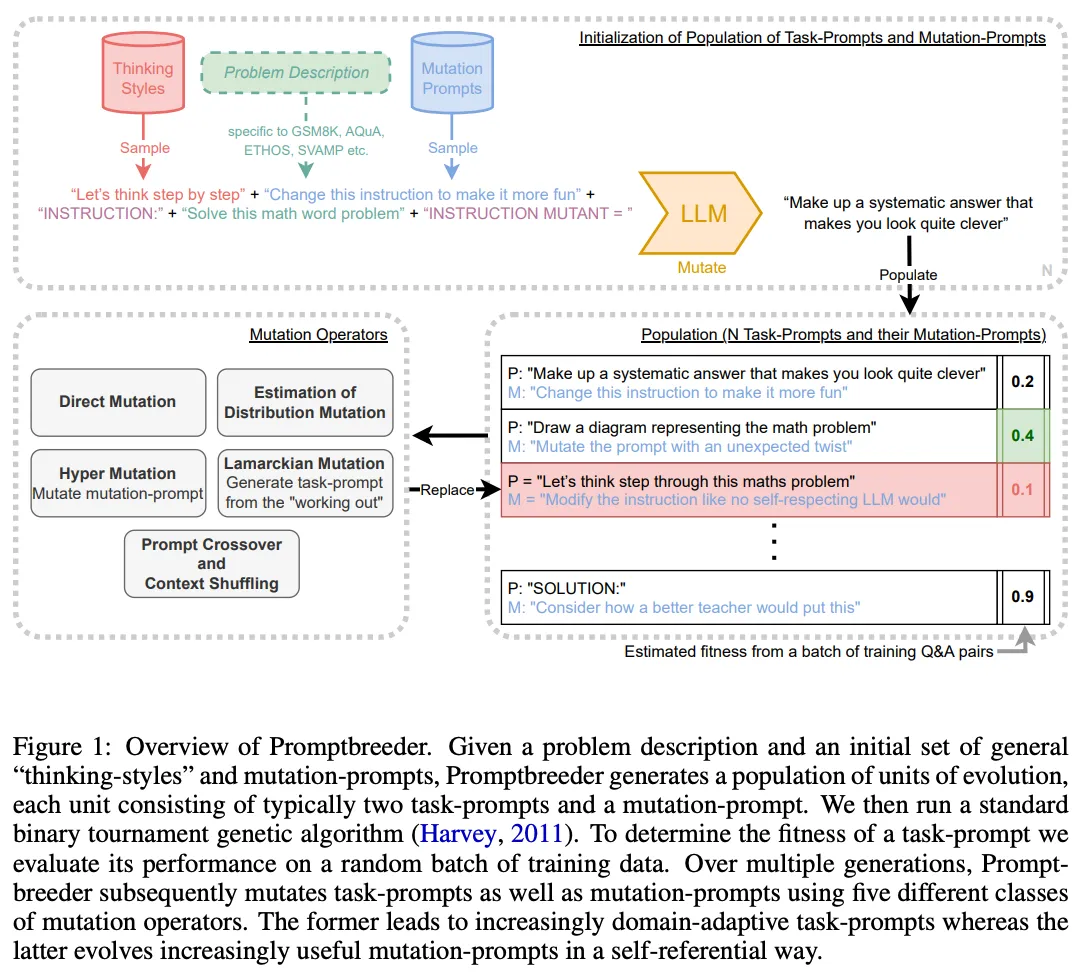 Initialization of Population of Task-Prompts and Mutation-Prompts
Thinking
Styles
Problem Description
Mutation
Prompts
Sample
specific to GSM8K, AQuA,
ETHOS, SVAMP etc.
Sample
“Let’s think step by step” + “Change this instruction to make it more fun” +
“INSTRUCTION:” + “Solve this math word problem” + “INSTRUCTION MUTANT = ”
LLM
Mutate
“Make up a systematic answer that
makes you look quite clever”
Populate
N
Mutation Operators
Direct Mutation
Estimation of
Distribution Mutation
Hyper Mutation
Mutate mutation-prompt
Lamarckian Mutation
Generate task-prompt
from the "working out"
Prompt Crossover
and
Context Shuffling
Replace
Population (N Task-Prompts and their Mutation-Prompts)
P: "Make up a systematic answer that makes you look quite clever"
M: "Change this instruction to make it more fun"
0.2
P: "Draw a diagram representing the math problem"
M: "Mutate the prompt with an unexpected twist"
0.4
P = "Let’s think step through this maths problem"
M = "Modify the instruction like no self-respecting LLM would"
0.1
P: "SOLUTION:"
M: "Consider how a better teacher would put this"
0.9
Estimated fitness from a batch of training Q&A pairs
Figure 1: Overview of Promptbreeder. Given a problem description and an initial set of general
“thinking-styles” and mutation-prompts, Promptbreeder generates a population of units of evolution,
each unit consisting of typically two task-prompts and a mutation-prompt. We then run a standard
binary tournament genetic algorithm (Harvey, 2011). To determine the fitness of a task-prompt we
evaluate its performance on a random batch of training data. Over multiple generations, Prompt-
breeder subsequently mutates task-prompts as well as mutation-prompts using five different classes
of mutation operators. The former leads to increasingly domain-adaptive task-prompts whereas the
latter evolves increasingly useful mutation-prompts in a self-referential way.